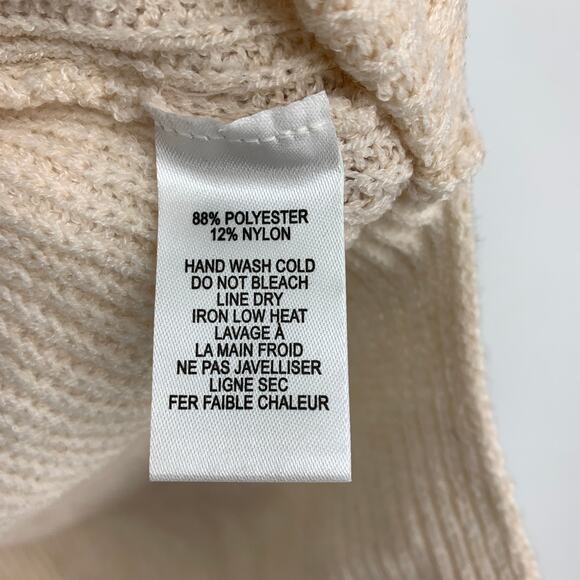 88% POLYESTER
12% NYLON
HAND WASH COLD
DO NOT BLEACH
LINE DRY
IRON LOW HEAT
LAVAGE À
LA MAIN FROID
NE PAS JAVELLISER
LIGNE SEC
FER FAIBLE CHALEUR